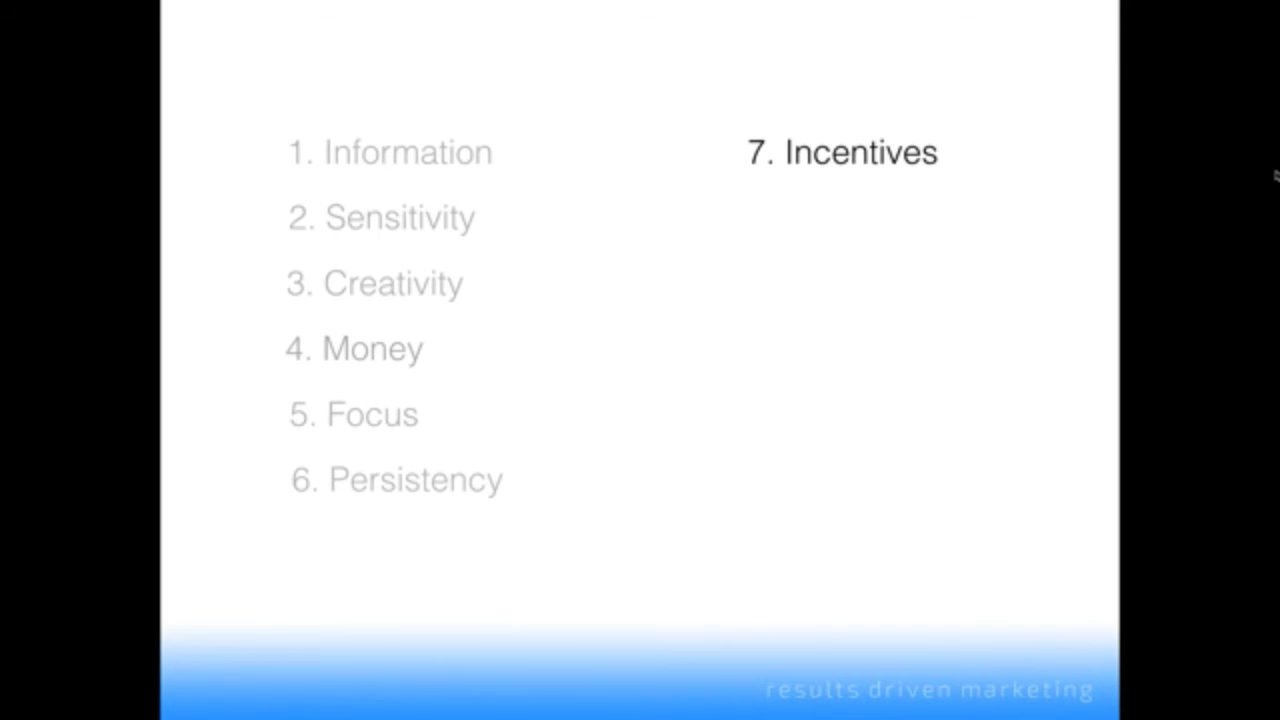 1. Information
2. Sensitivity
3. Creativity
4. Money
5. Focus
6. Persistency
7. Incentives
results driven marketing